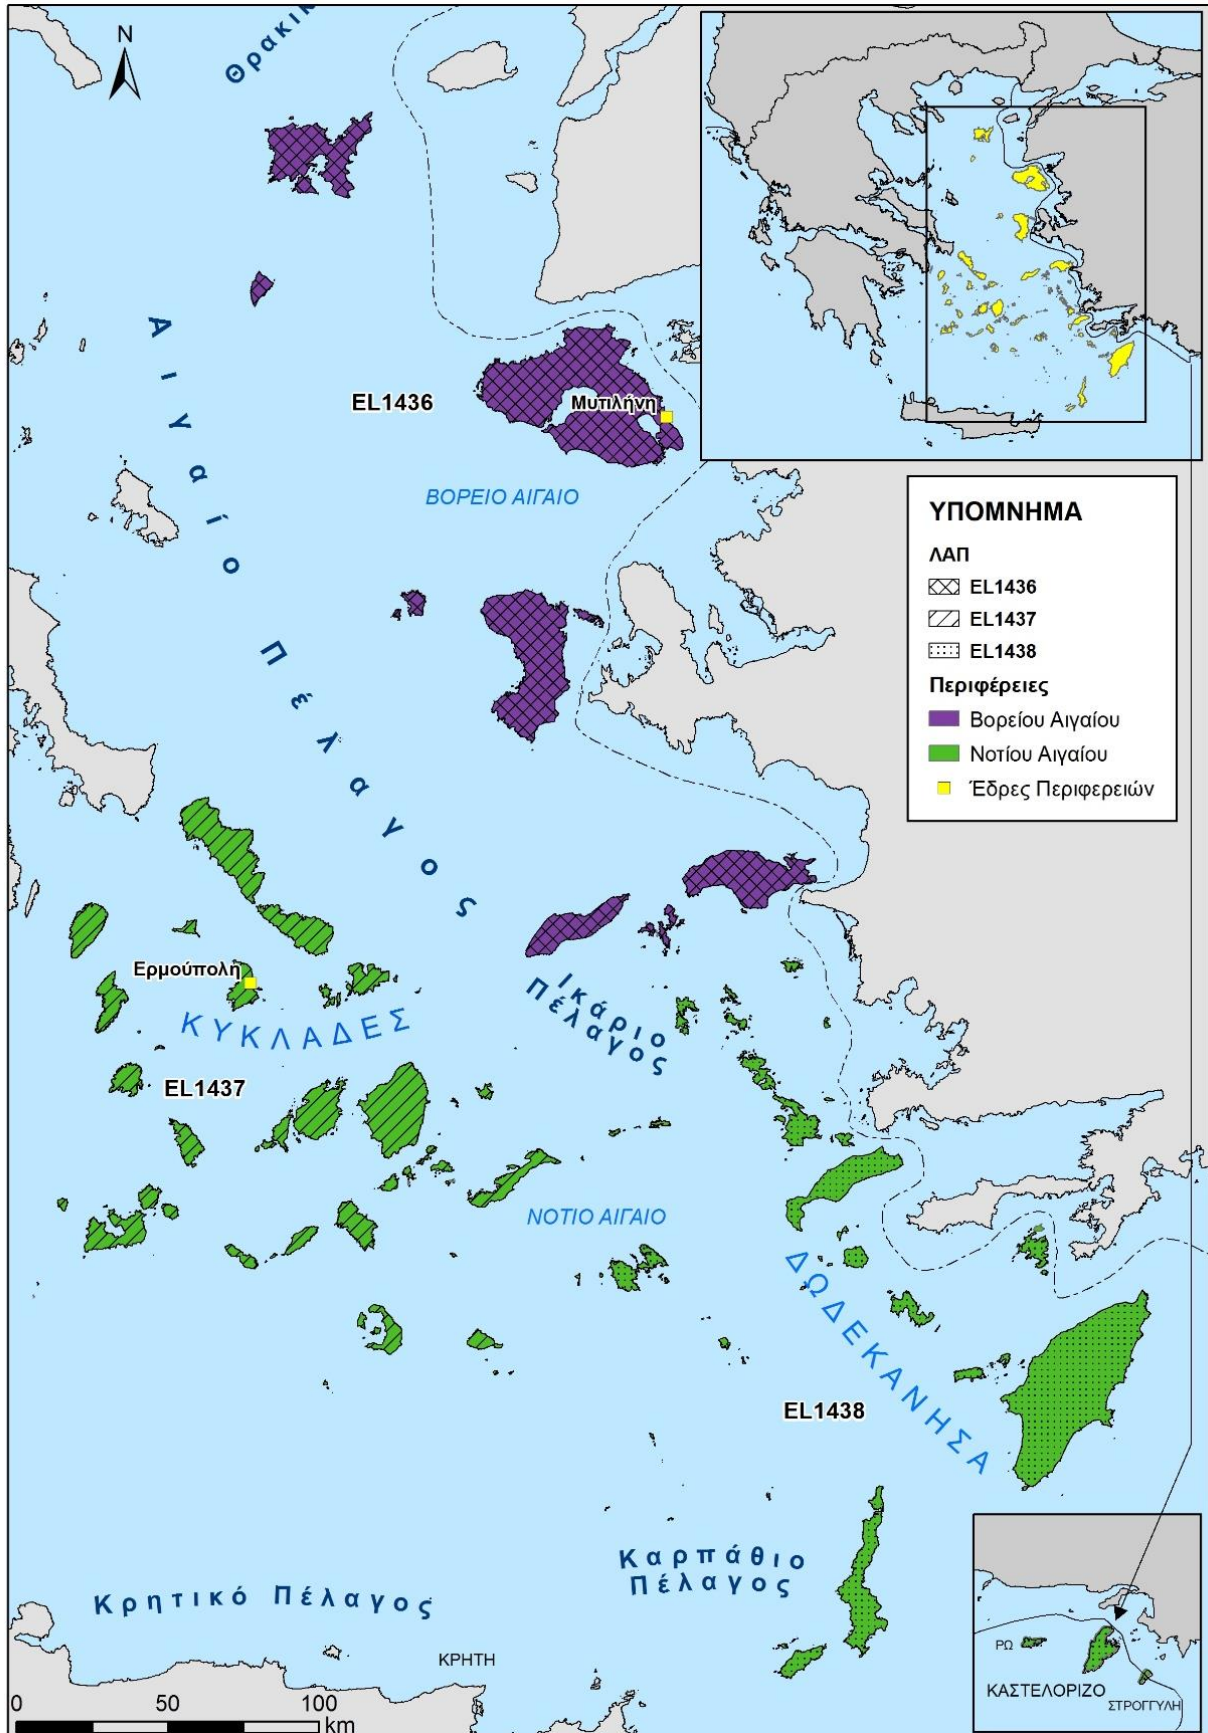 N
Θρακικ
Αιγαίο Πέλαγος
EL1436
Μυτιλήνη
ΒΟΡΕΙΟ ΑΙΓΑΙΟ
ΥΠΟΜΝΗΜΑ
ΛΑΠ
EL1436
EL1437
EL1438
Περιφέρειες
Βορείου Αιγαίου
Νοτίου Αιγαίου
Έδρες Περιφερειών
Ερμούπολη
ΚΥΚΛΑΔΕΣ
Ικάριο
Πέλαγος
EL1437
ΝΟΤΙΟ ΑΙΓΑΙΟ
ΔΩΔΕΚΑΝΗΣΑ
EL1438
Καρπάθιο
Πέλαγος
Κρητικό Πέλαγος
ΚΡΗΤΗ
ΡΩ
ΚΑΣΤΕΛΟΡΙΖΟ
ΣΤΡΟΓΓΥΛΗ
0 50 100
km